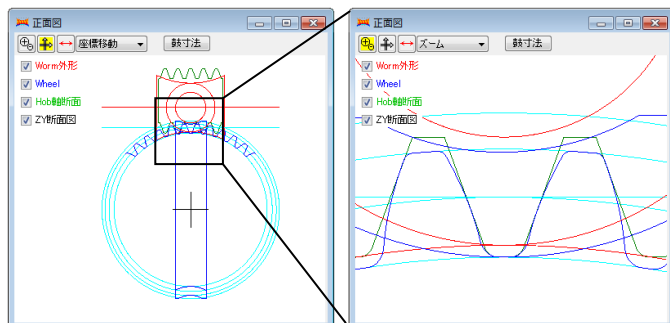 正面図
座標移動
鼓寸法
Worm外形
Wheel
Hob軸断面
ZY断面図
正面図
ズーム
鼓寸法
Worm外形
Wheel
Hob軸断面
ZY断面図